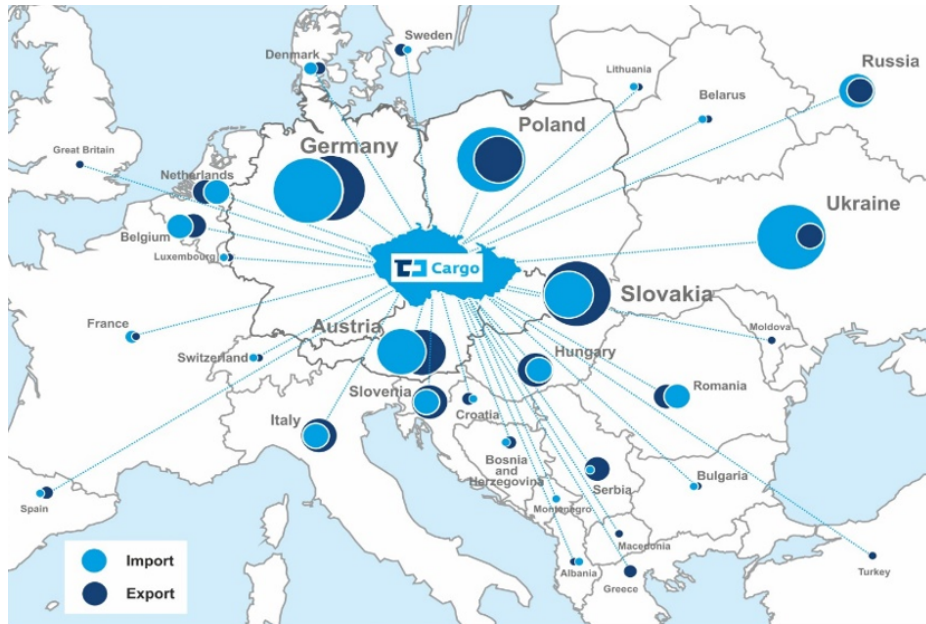 Sweden
Denmark
Lithuania
Russia
Belarus
Poland
Germany
Great Britain
Netherlands
Ukraine
Belgium
Luxembourg
Cargo
Slovakia
France
Austria
Moldova
Switzerland
Hungary
Slovenia
Romania
Croatia
Italy
Bosnia
and
Herzegovina
Serbia
Bulgaria
Spain
Montenegro
Macedonia
Albania
Greece
Turkey
Import
Export